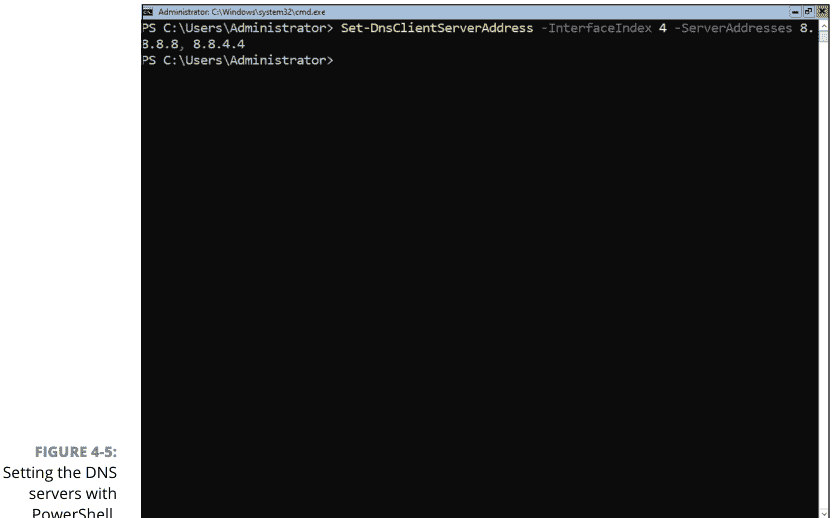 Administrator: C:\Windows\system32\cmd.exe
PS C:\Users\Administrator> Set-DnsClientServerAddress -InterfaceIndex 4 -ServerAddresses 8.
8.8.8, 8.8.4.4
PS C:\Users\Administrator>
FIGURE 4-5:
Setting the DNS
servers with
PowerShell.